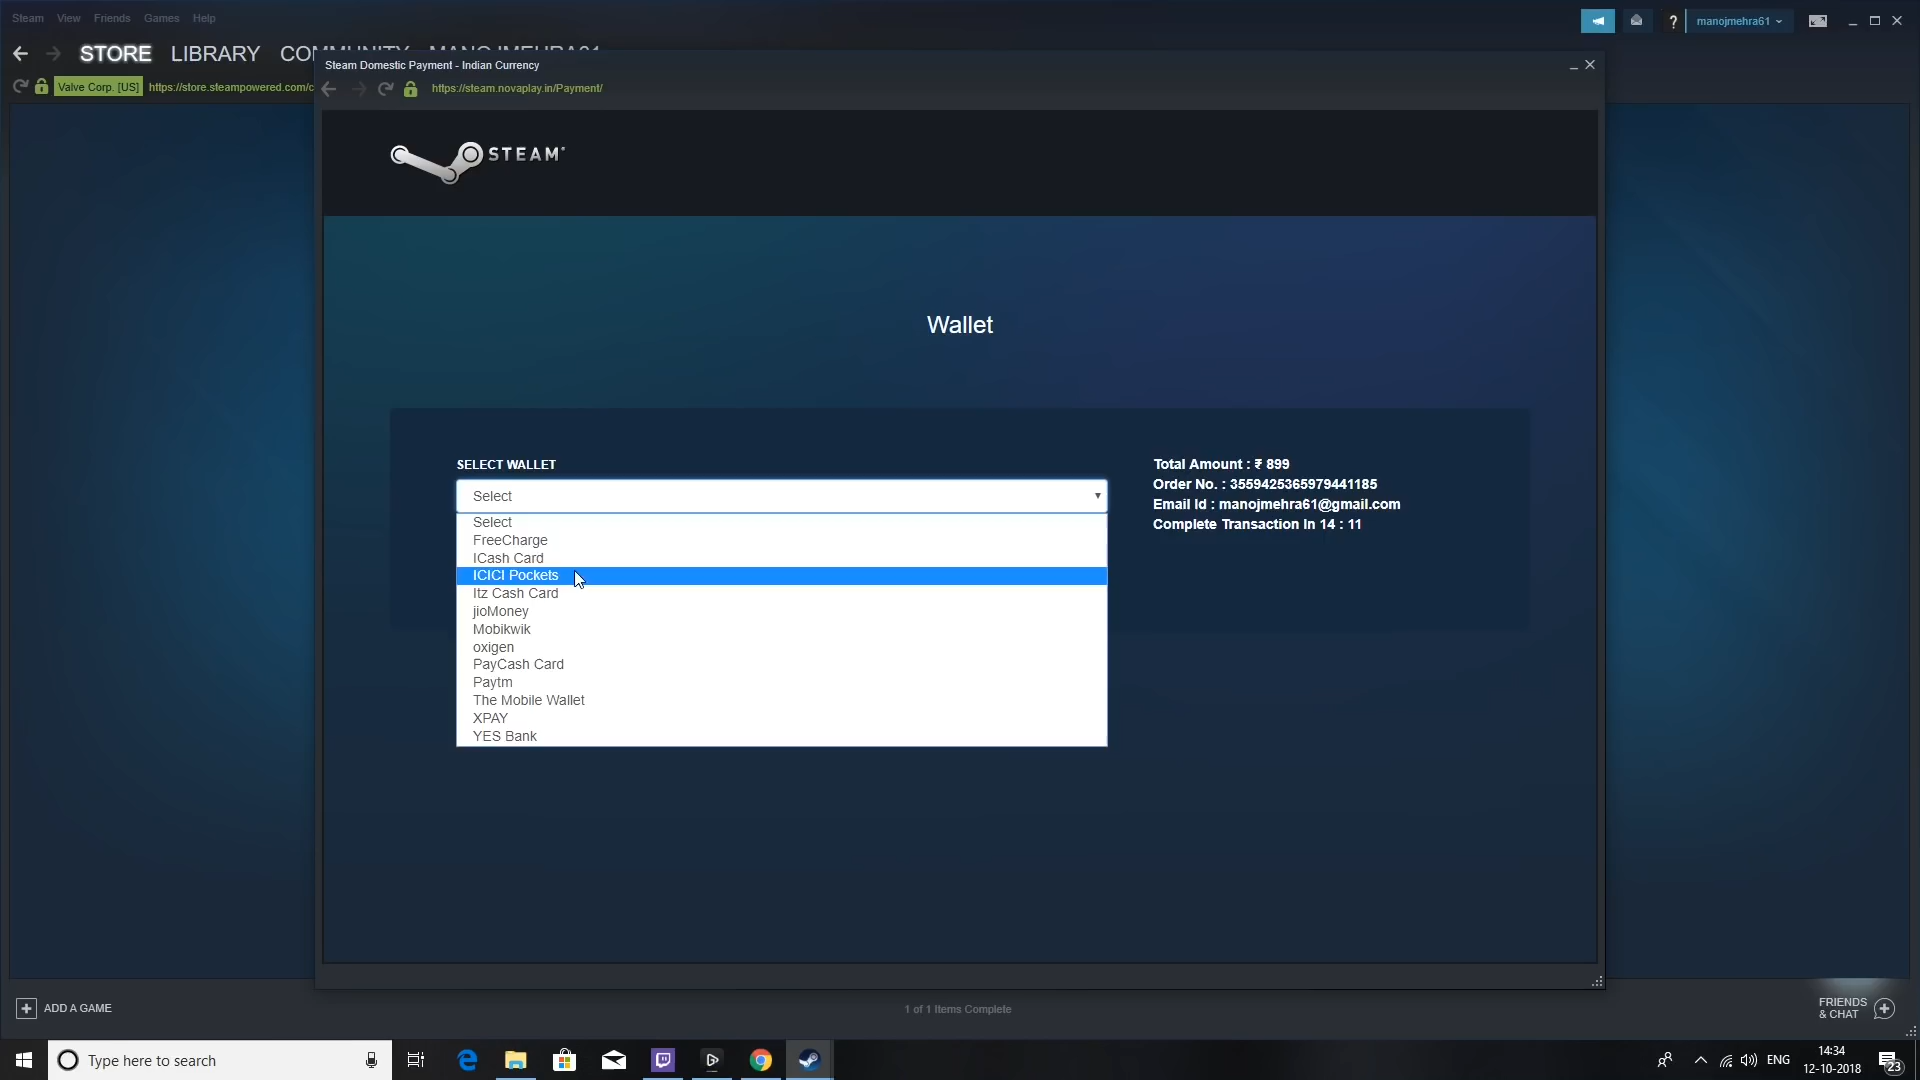 Steam View Friends Games Help
manojmehra61
STORE LIBRARY COMMUNITY MANOJMEHRA61
Steam Domestic Payment - Indian Currency
Valve Corp. [US] https://store.steampowered.com/c
https://steam.novaplay.in/Payment/
STEAM
Wallet
SELECT WALLET
Select
Select
FreeCharge
ICash Card
ICICI Pockets
Itz Cash Card
jioMoney
Mobikwik
oxigen
PayCash Card
Paytm
The Mobile Wallet
XPAY
YES Bank
Total Amount : ₹ 899
Order No. : 3559425365979441185
Email Id : manojmehra61@gmail.com
Complete Transaction In 14 : 11
ADD A GAME
1 of 1 Items Complete
FRIENDS
& CHAT
Type here to search
ENG
14:34
12-10-2018
23